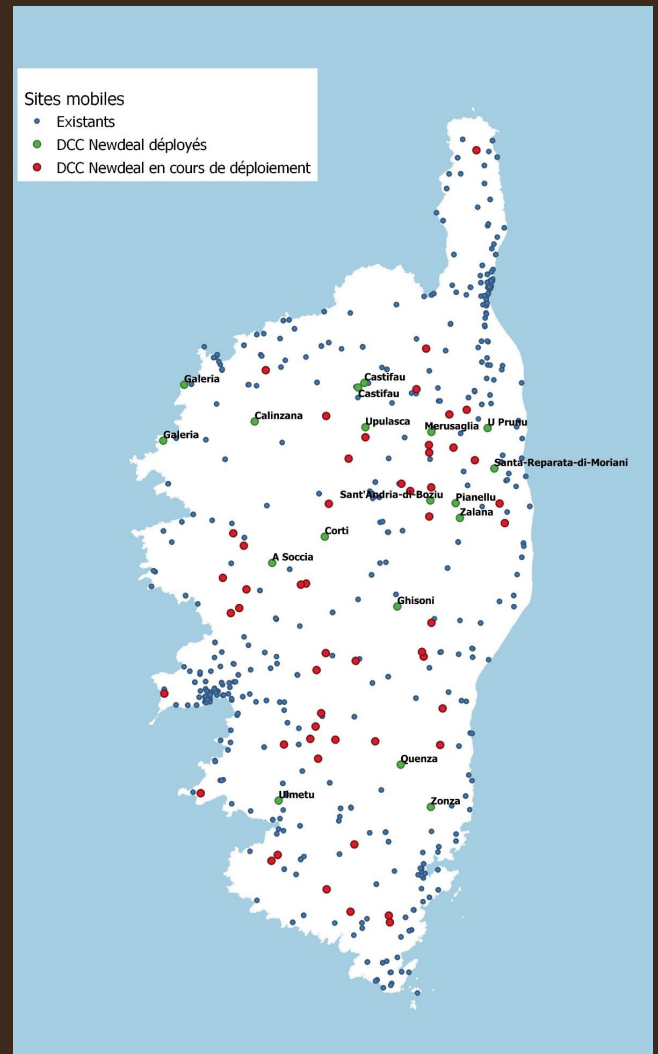 Sites mobiles
Existants
DCC Newdeal déployés
DCC Newdeal en cours de déploiement
Galeria
Castifau
Castifau
Calinzana
Upulasca
Merusaglia
U Prunu
Galeria
Santa-Reparata-di-Moriani
Sant'Andria-di-Boziu
Pianellu
Zalana
Corti
A Soccia
Ghisoni
Quenza
Ulmetu
Zonza